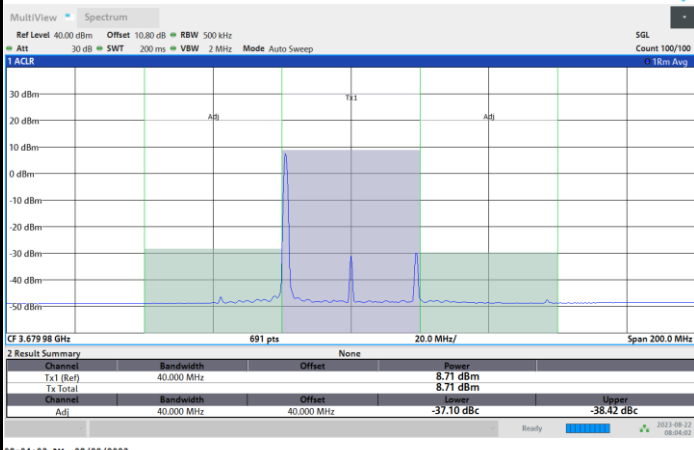 MultiView Spectrum
Ref Level 40.00 dBm Offset 10.80 dB RBW 500 kHz SGL
Att 30 dB SWT 200 ms VBW 2 MHz Mode Auto Sweep Count 100/100
1 ACLR 1Rm Avg
30 dBm
Tx1
20 dBm
Adj Adj
10 dBm
0 dBm
-10 dBm
-20 dBm
-30 dBm
-40 dBm
-50 dBm
CF 3.67998 GHz 691 pts 20.0 MHz/ Span 200.0 MHz
2 Result Summary None
Channel Bandwidth Offset Power
Tx1 (Ref) 40.000 MHz 8.71 dBm
Tx Total 8.71 dBm
Channel Bandwidth Offset Lower Upper
Adj 40.000 MHz 40.000 MHz -37.10 dBc -38.42 dBc
Ready 2023-08-22
08:04:02